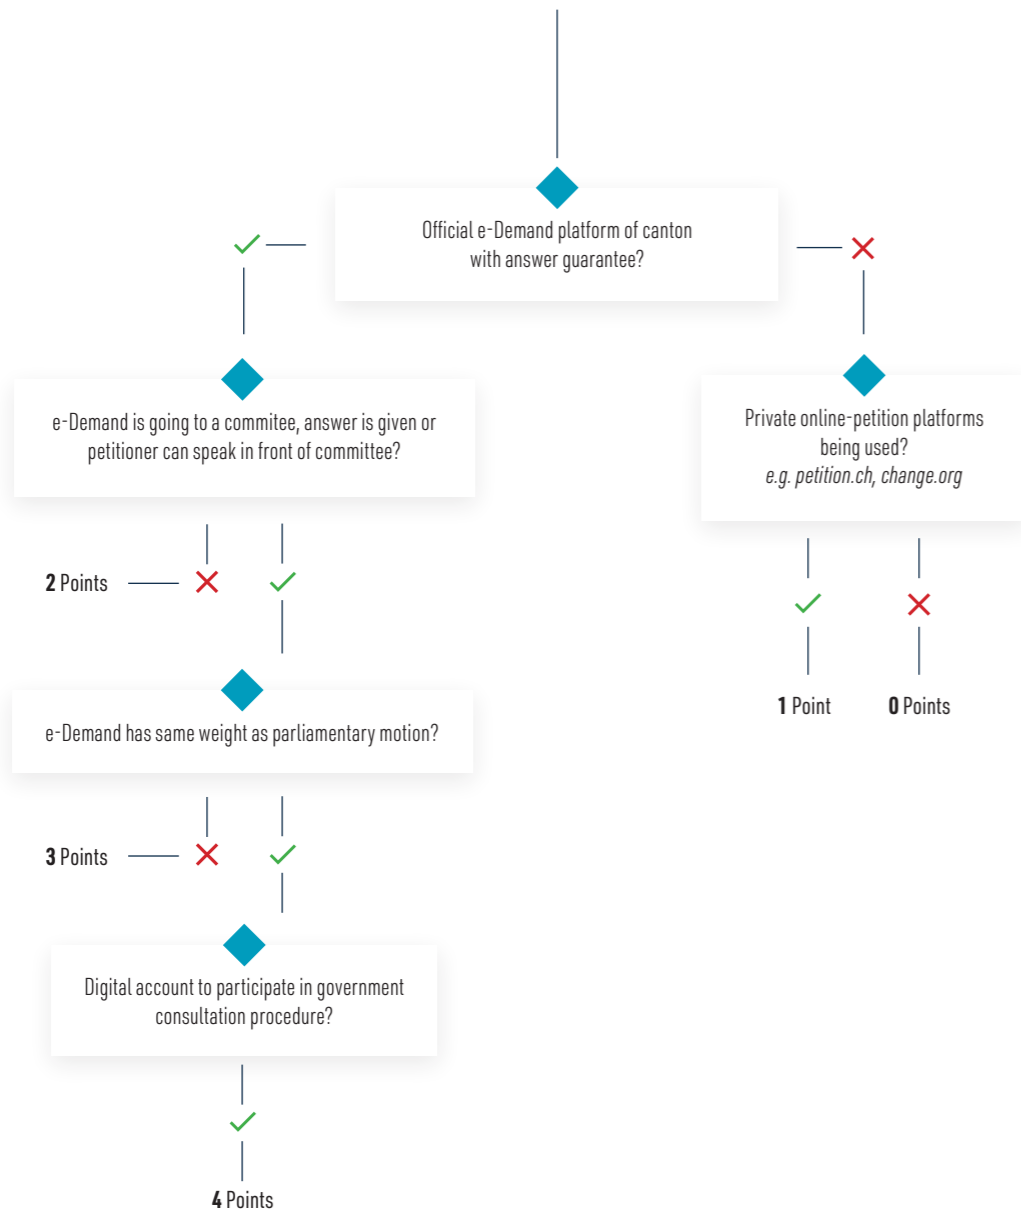 Official e-Demand platform of canton
with answer guarantee?
e-Demand is going to a commitee, answer is given or
petitioner can speak in front of committee?
Private online-petition platforms
being used?
e.g. petition.ch, change.org
2 Points
1 Point
0 Points
e-Demand has same weight as parliamentary motion?
3 Points
Digital account to participate in government
consultation procedure?
4 Points